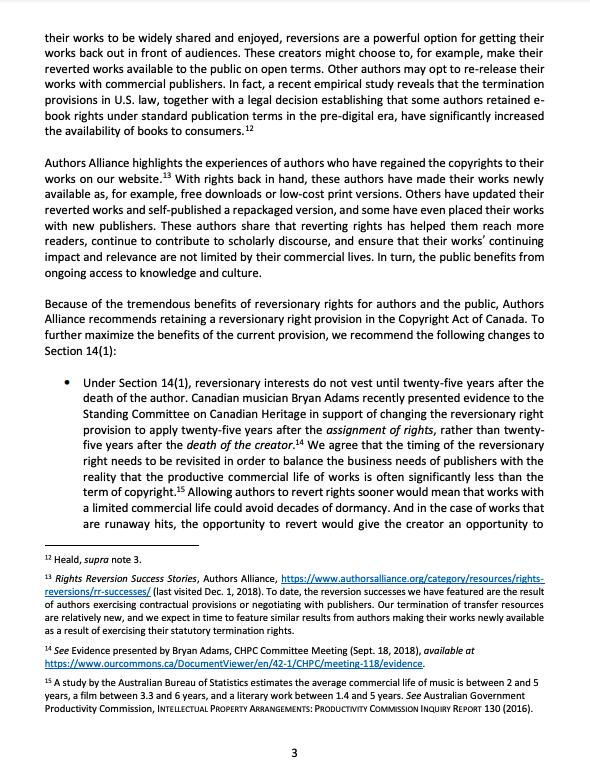 their works to be widely shared and enjoyed, reversions are a powerful option for getting their
works back out in front of audiences. These creators might choose to, for example, make their
reverted works available to the public on open terms. Other authors may opt to re-release their
works with commercial publishers. In fact, a recent empirical study reveals that the termination
provisions in U.S. law, together with a legal decision establishing that some authors retained e-
book rights under standard publication terms in the pre-digital era, have significantly increased
the availability of books to consumers.12
Authors Alliance highlights the experiences of authors who have regained the copyrights to their
works on our website.13 With rights back in hand, these authors have made their works newly
available as, for example, free downloads or low-cost print versions. Others have updated their
reverted works and self-published a repackaged version, and some have even placed their works
with new publishers. These authors share that reverting rights has helped them reach more
readers, continue to contribute to scholarly discourse, and ensure that their works’ continuing
impact and relevance are not limited by their commercial lives. In turn, the public benefits from
ongoing access to knowledge and culture.
Because of the tremendous benefits of reversionary rights for authors and the public, Authors
Alliance recommends retaining a reversionary right provision in the Copyright Act of Canada. To
further maximize the benefits of the current provision, we recommend the following changes to
Section 14(1):
• Under Section 14(1), reversionary interests do not vest until twenty-five years after the
death of the author. Canadian musician Bryan Adams recently presented evidence to the
Standing Committee on Canadian Heritage in support of changing the reversionary right
provision to apply twenty-five years after the assignment of rights, rather than twenty-
five years after the death of the creator.14 We agree that the timing of the reversionary
right needs to be revisited in order to balance the business needs of publishers with the
reality that the productive commercial life of works is often significantly less than the
term of copyright.15 Allowing authors to revert rights sooner would mean that works with
a limited commercial life could avoid decades of dormancy. And in the case of works that
are runaway hits, the opportunity to revert would give the creator an opportunity to
12 Heald, supra note 3.
13 Rights Reversion Success Stories, Authors Alliance, https://www.authorsalliance.org/category/resources/rights-
reversions/rr-successes/ (last visited Dec. 1, 2018). To date, the reversion successes we have featured are the result
of authors exercising contractual provisions or negotiating with publishers. Our termination of transfer resources
are relatively new, and we expect in time to feature similar results from authors making their works newly available
as a result of exercising their statutory termination rights.
14 See Evidence presented by Bryan Adams, CHPC Committee Meeting (Sept. 18, 2018), available at
https://www.ourcommons.ca/DocumentViewer/en/42-1/CHPC/meeting-118/evidence.
15 A study by the Australian Bureau of Statistics estimates the average commercial life of music is between 2 and 5
years, a film between 3.3 and 6 years, and a literary work between 1.4 and 5 years. See Australian Government
Productivity Commission, INTELLECTUAL PROPERTY ARRANGEMENTS: PRODUCTIVITY COMMISSION INQUIRY REPORT 130 (2016).
3